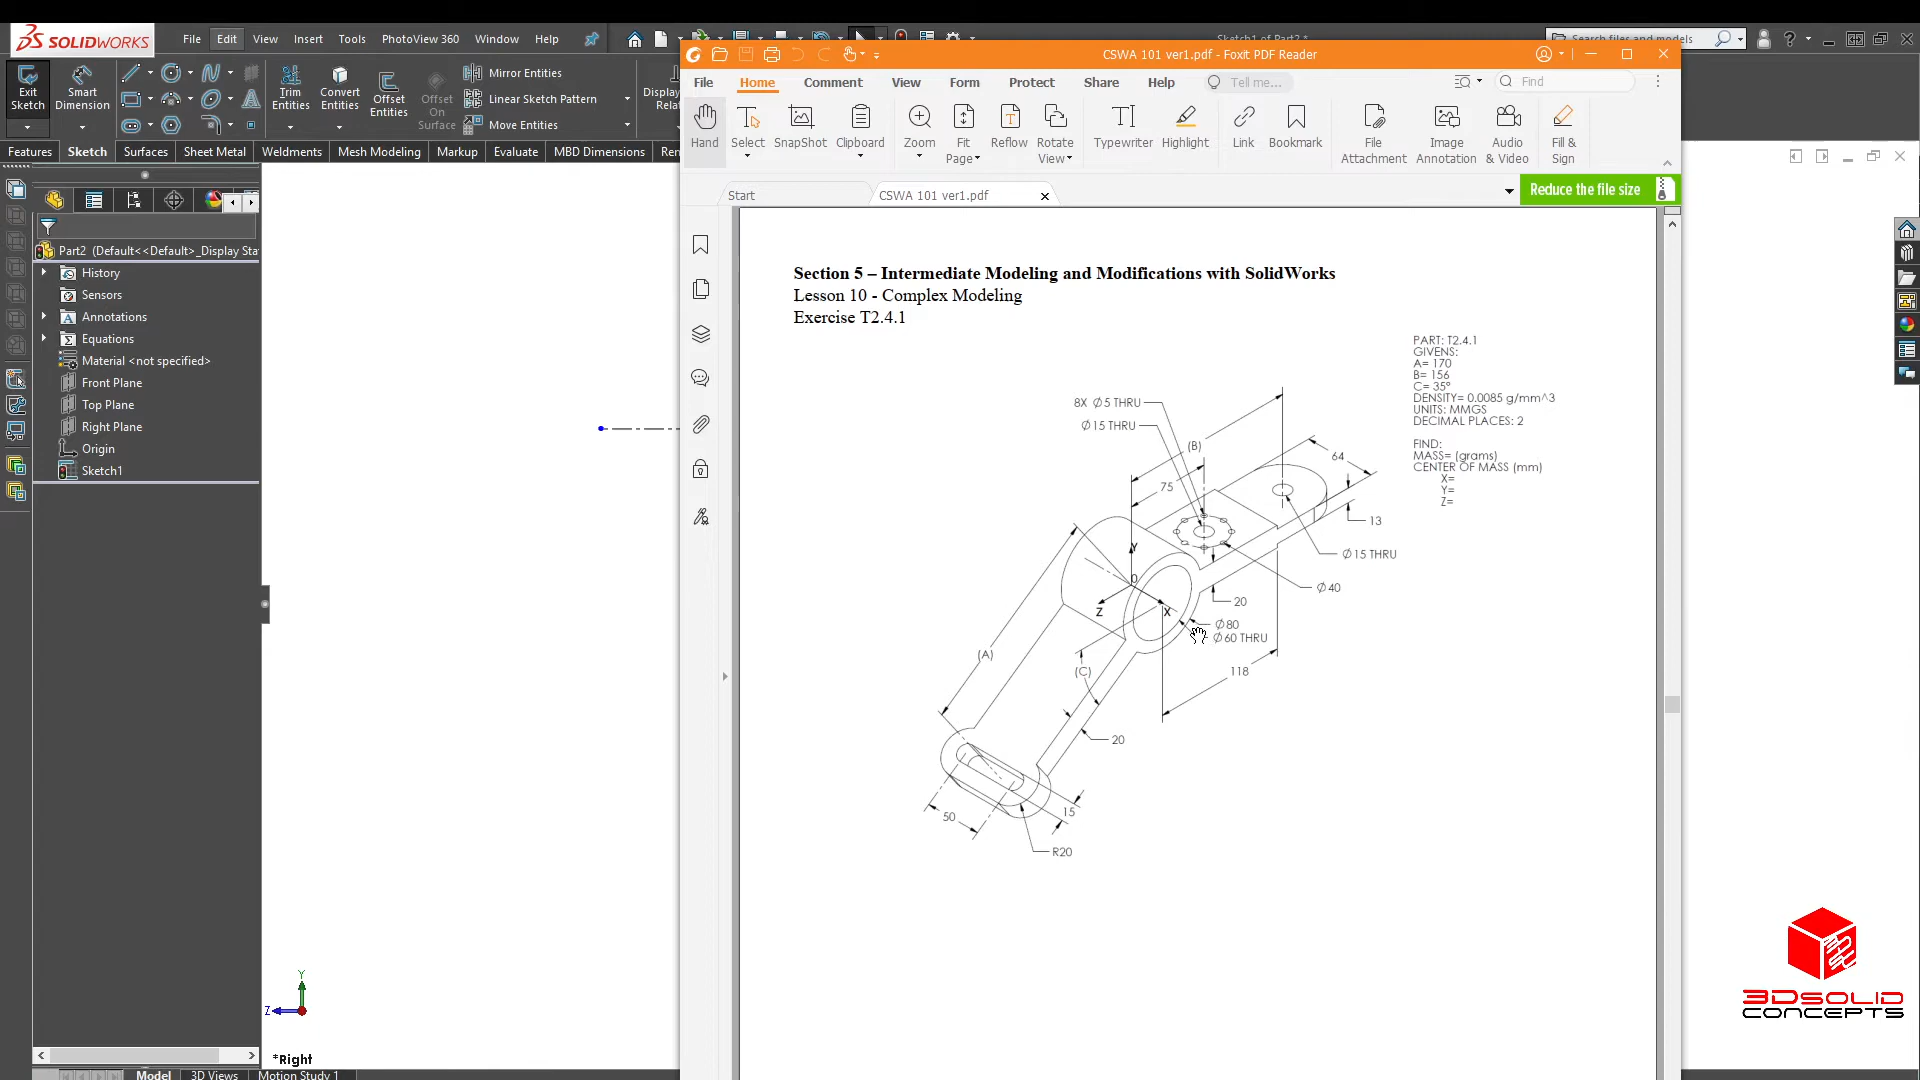 SOLIDWORKS
File Edit View Insert Tools PhotoView 360 Window Help
Sketch1 of Part2 *
Search files and models
Exit Sketch
Smart Dimension
Trim Entities
Convert Entities
Offset Entities
Offset On Surface
Mirror Entities
Linear Sketch Pattern
Move Entities
Features Sketch Surfaces Sheet Metal Weldments Mesh Modeling Markup Evaluate MBD Dimensions
Part2 (Default<<Default>_Display Sta
History
Sensors
Annotations
Equations
Material <not specified>
Front Plane
Top Plane
Right Plane
Origin
Sketch1
Y
Z
*Right
Model 3D Views Motion Study 1
CSWA 101 ver1.pdf - Foxit PDF Reader
File Home Comment View Form Protect Share Help Tell me... Find
Hand
Select
SnapShot
Clipboard
Zoom
Fit Page
Reflow
Rotate View
Typewriter
Highlight
Link
Bookmark
File Attachment
Image Annotation
Audio & Video
Fill & Sign
Start
CSWA 101 ver1.pdf
Reduce the file size
Section 5 – Intermediate Modeling and Modifications with SolidWorks
Lesson 10 - Complex Modeling
Exercise T2.4.1
PART: T2.4.1
GIVENS:
A= 170
B= 156
C= 35°
DENSITY= 0.0085 g/mm^3
UNITS: MMGS
DECIMAL PLACES: 2
FIND:
MASS= (grams)
CENTER OF MASS (mm)
X=
Y=
Z=
8X Ø5 THRU
Ø15 THRU
(B)
64
75
13
Ø15 THRU
Y
0
Z
X
Ø40
20
Ø80
Ø60 THRU
(A)
(C)
118
20
50
15
R20
3DSOLID
CONCEPTS